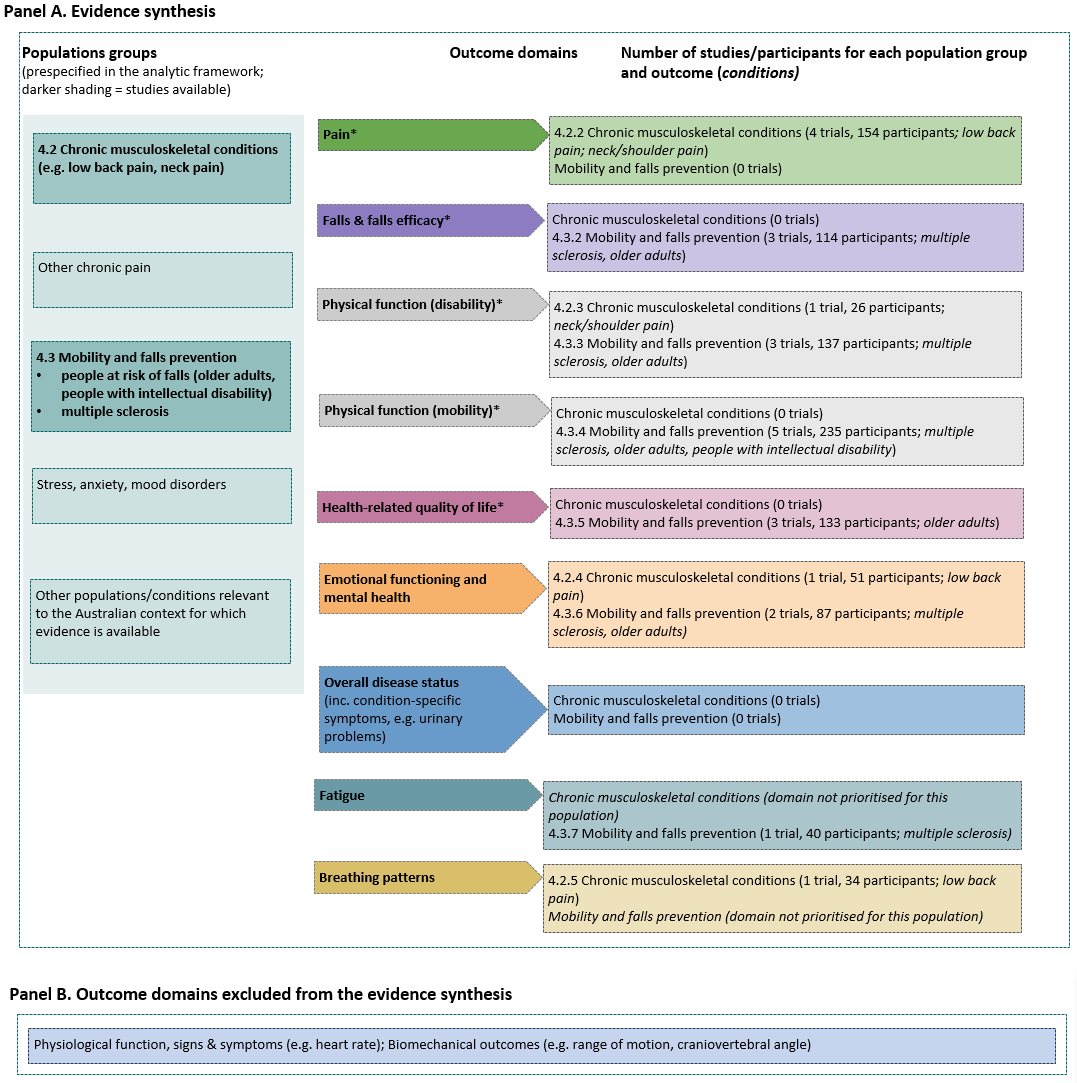 Panel A. Evidence synthesis
Populations groups
(prespecified in the analytic framework;
darker shading = studies available)
Outcome domains
Number of studies/participants for each population group
and outcome (conditions)
4.2 Chronic musculoskeletal conditions
(e.g. low back pain, neck pain)
Other chronic pain
4.3 Mobility and falls prevention
• people at risk of falls (older adults,
people with intellectual disability)
• multiple sclerosis
Stress, anxiety, mood disorders
Other populations/conditions relevant
to the Australian context for which
evidence is available
Pain*
4.2.2 Chronic musculoskeletal conditions (4 trials, 154 participants; low back
pain; neck/shoulder pain)
Mobility and falls prevention (0 trials)
Falls & falls efficacy*
Chronic musculoskeletal conditions (0 trials)
4.3.2 Mobility and falls prevention (3 trials, 114 participants; multiple
sclerosis, older adults)
Physical function (disability)*
4.2.3 Chronic musculoskeletal conditions (1 trial, 26 participants;
neck/shoulder pain)
4.3.3 Mobility and falls prevention (3 trials, 137 participants; multiple
sclerosis, older adults)
Physical function (mobility)*
Chronic musculoskeletal conditions (0 trials)
4.3.4 Mobility and falls prevention (5 trials, 235 participants; multiple
sclerosis, older adults, people with intellectual disability)
Health-related quality of life*
Chronic musculoskeletal conditions (0 trials)
4.3.5 Mobility and falls prevention (3 trials, 133 participants; older adults)
Emotional functioning and
mental health
4.2.4 Chronic musculoskeletal conditions (1 trial, 51 participants; low back
pain)
4.3.6 Mobility and falls prevention (2 trials, 87 participants; multiple
sclerosis, older adults)
Overall disease status
(inc. condition-specific
symptoms, e.g. urinary
problems)
Chronic musculoskeletal conditions (0 trials)
Mobility and falls prevention (0 trials)
Fatigue
Chronic musculoskeletal conditions (domain not prioritised for this
population)
4.3.7 Mobility and falls prevention (1 trial, 40 participants; multiple sclerosis)
Breathing patterns
4.2.5 Chronic musculoskeletal conditions (1 trial, 34 participants; low back
pain)
Mobility and falls prevention (domain not prioritised for this population)
Panel B. Outcome domains excluded from the evidence synthesis
Physiological function, signs & symptoms (e.g. heart rate); Biomechanical outcomes (e.g. range of motion, craniovertebral angle)